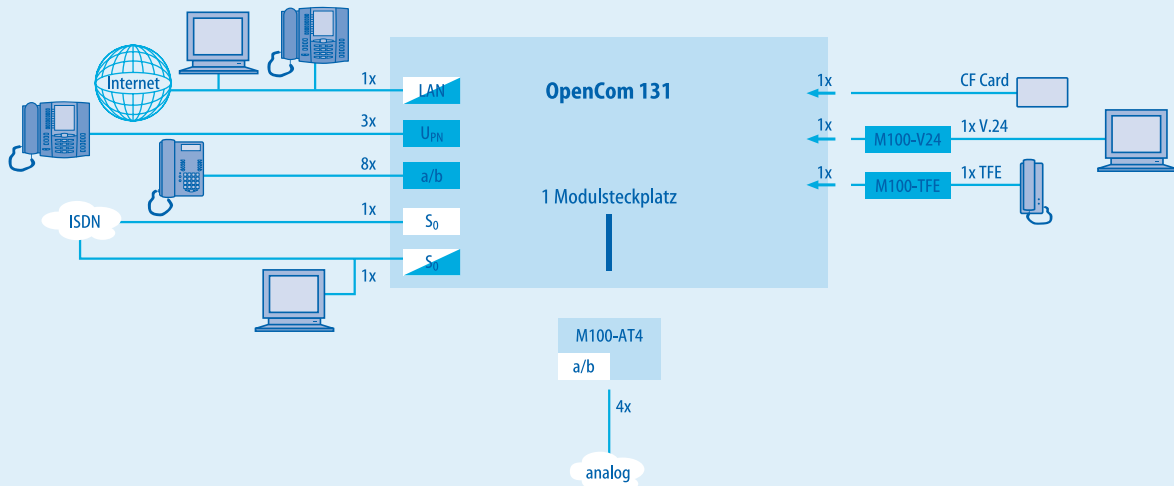 Internet
1x
LAN
OpenCom 131
1x
CF Card
3x
UPN
1x
M100-V24
1x V.24
8x
a/b
1x
M100-TFE
1x TFE
1 Modulsteckplatz
ISDN
1x
S0
S0
1x
M100-AT4
a/b
4x
analog